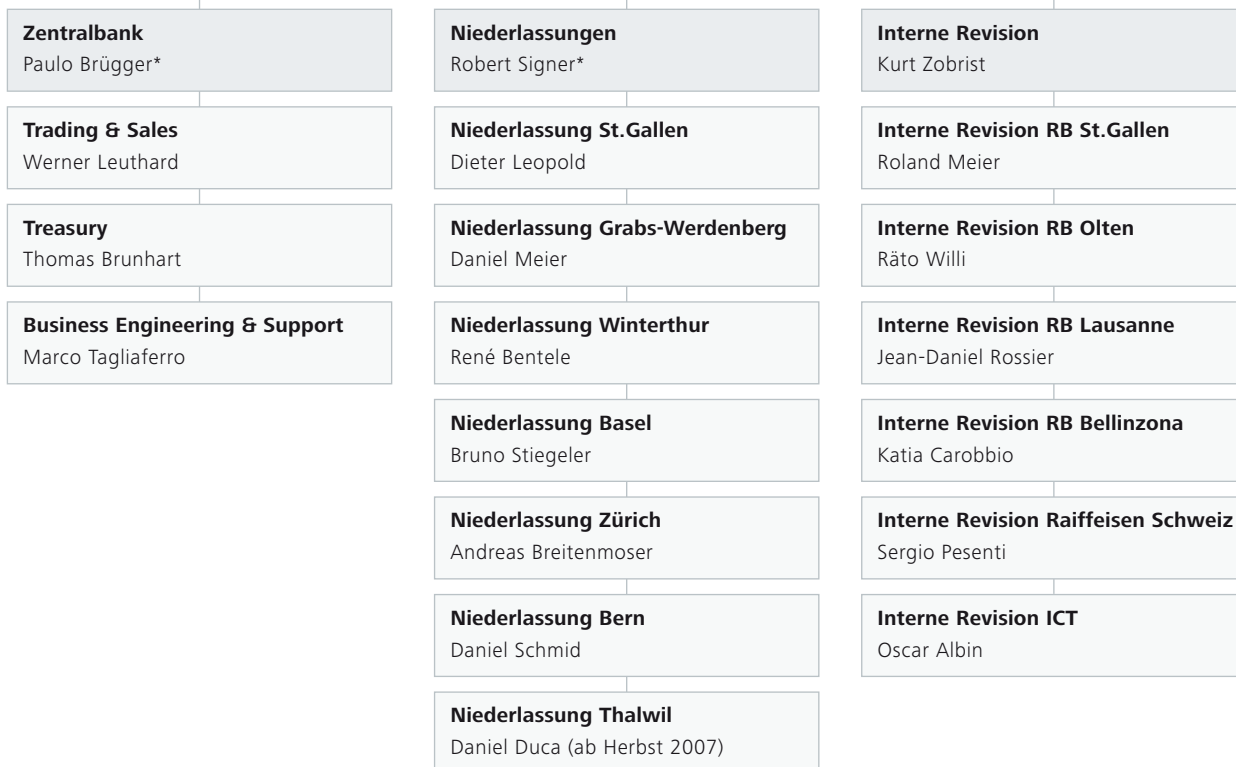 Zentralbank
Paulo Brügger*
Trading & Sales
Werner Leuthard
Treasury
Thomas Brunhart
Business Engineering & Support
Marco Tagliaferro
Niederlassungen
Robert Signer*
Niederlassung St.Gallen
Dieter Leopold
Niederlassung Grabs-Werdenberg
Daniel Meier
Niederlassung Winterthur
René Bentele
Niederlassung Basel
Bruno Stiegeler
Niederlassung Zürich
Andreas Breitenmoser
Niederlassung Bern
Daniel Schmid
Niederlassung Thalwil
Daniel Duca (ab Herbst 2007)
Interne Revision
Kurt Zobrist
Interne Revision RB St.Gallen
Roland Meier
Interne Revision RB Olten
Räto Willi
Interne Revision RB Lausanne
Jean-Daniel Rossier
Interne Revision RB Bellinzona
Katia Carobbio
Interne Revision Raiffeisen Schweiz
Sergio Pesenti
Interne Revision ICT
Oscar Albin